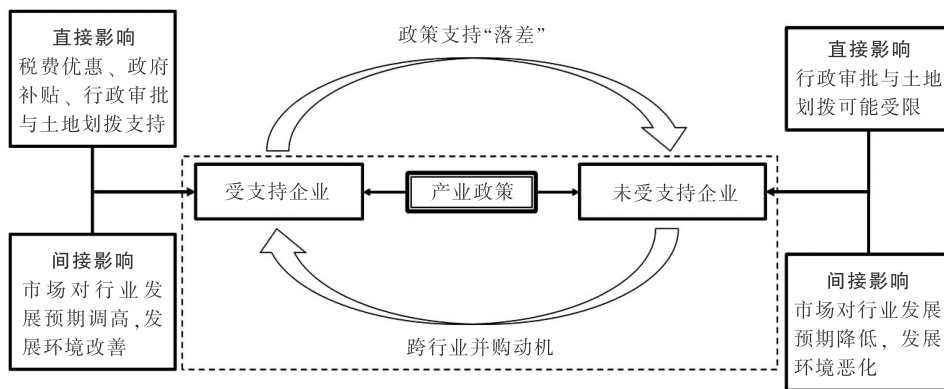 直接影响
税费优惠、政府
补贴、行政审批
与土地划拨支持
政策支持“落差”
直接影响
行政审批与土地
划拨可能受限
受支持企业
产业政策
未受支持企业
间接影响
市场对行业发
展预期调高,发
展环境改善
跨行业并购动机
间接影响
市场对行业发展
预期降低，发展
环境恶化